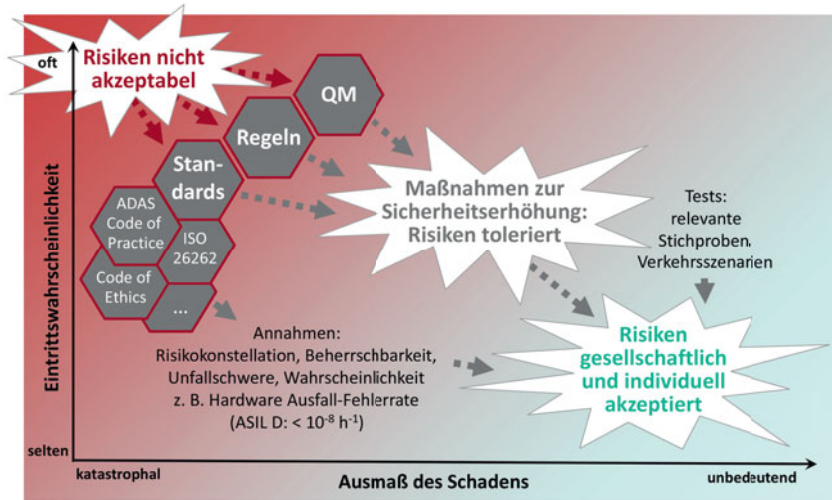 oft
Risiken nicht
akzeptabel
QM
Regeln
Stan-
dards
ADAS
Code of
Practice
ISO
26262
Code of
Ethics
...
Maßnahmen zur
Sicherheitserhöhung:
Risiken toleriert
Tests:
relevante
Stichproben,
Verkehrsszenarien
Annahmen:
Risikokonstellation, Beherrschbarkeit,
Unfallschwere, Wahrscheinlichkeit
z. B. Hardware Ausfall-Fehlerrate
(ASIL D: < 10⁻⁸ h⁻¹)
Risiken
gesellschaftlich
und individuell
akzeptiert
Eintrittswahrscheinlichkeit
selten
katastrophal
Ausmaß des Schadens
unbedeutend